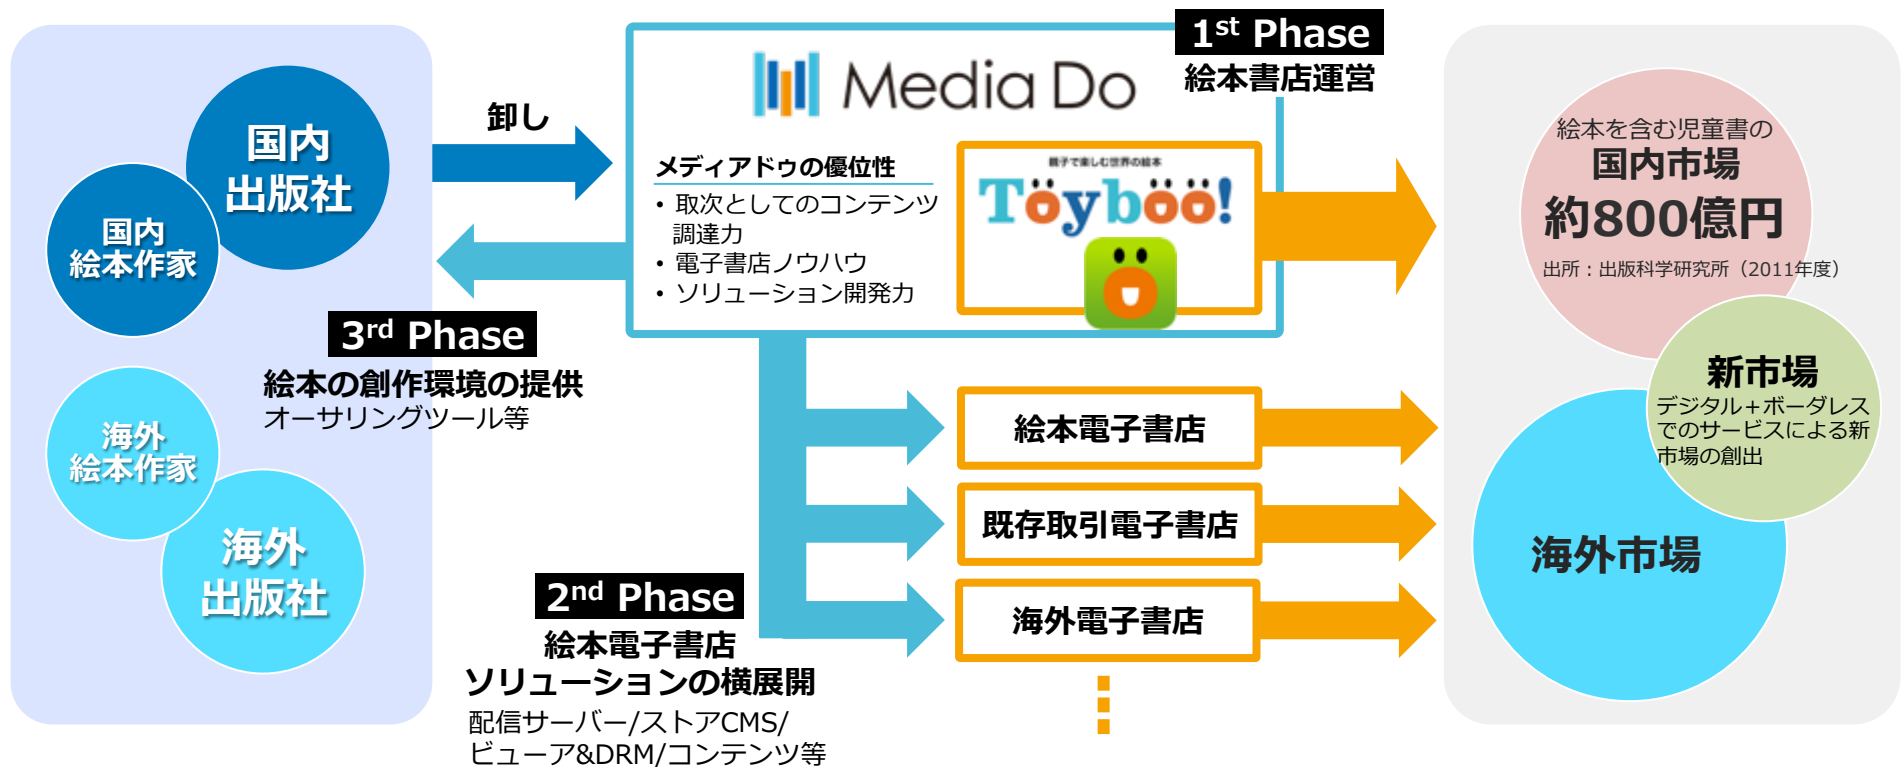 国内
出版社
国内
絵本作家
海外
絵本作家
海外
出版社
卸し
3rd Phase
絵本の創作環境の提供
オーサリングツール等
Media Do
1st Phase
絵本書店運営
メディアドゥの優位性
• 取次としてのコンテンツ
調達力
• 電子書店ノウハウ
• ソリューション開発力
親子で楽しむ世界の絵本
Töyböö!
2nd Phase
絵本電子書店
ソリューションの横展開
配信サーバー/ストアCMS/
ビューア&DRM/コンテンツ等
絵本電子書店
既存取引電子書店
海外電子書店
絵本を含む児童書の
国内市場
約800億円
出所：出版科学研究所（2011年度）
新市場
デジタル＋ボーダレス
でのサービスによる新
市場の創出
海外市場